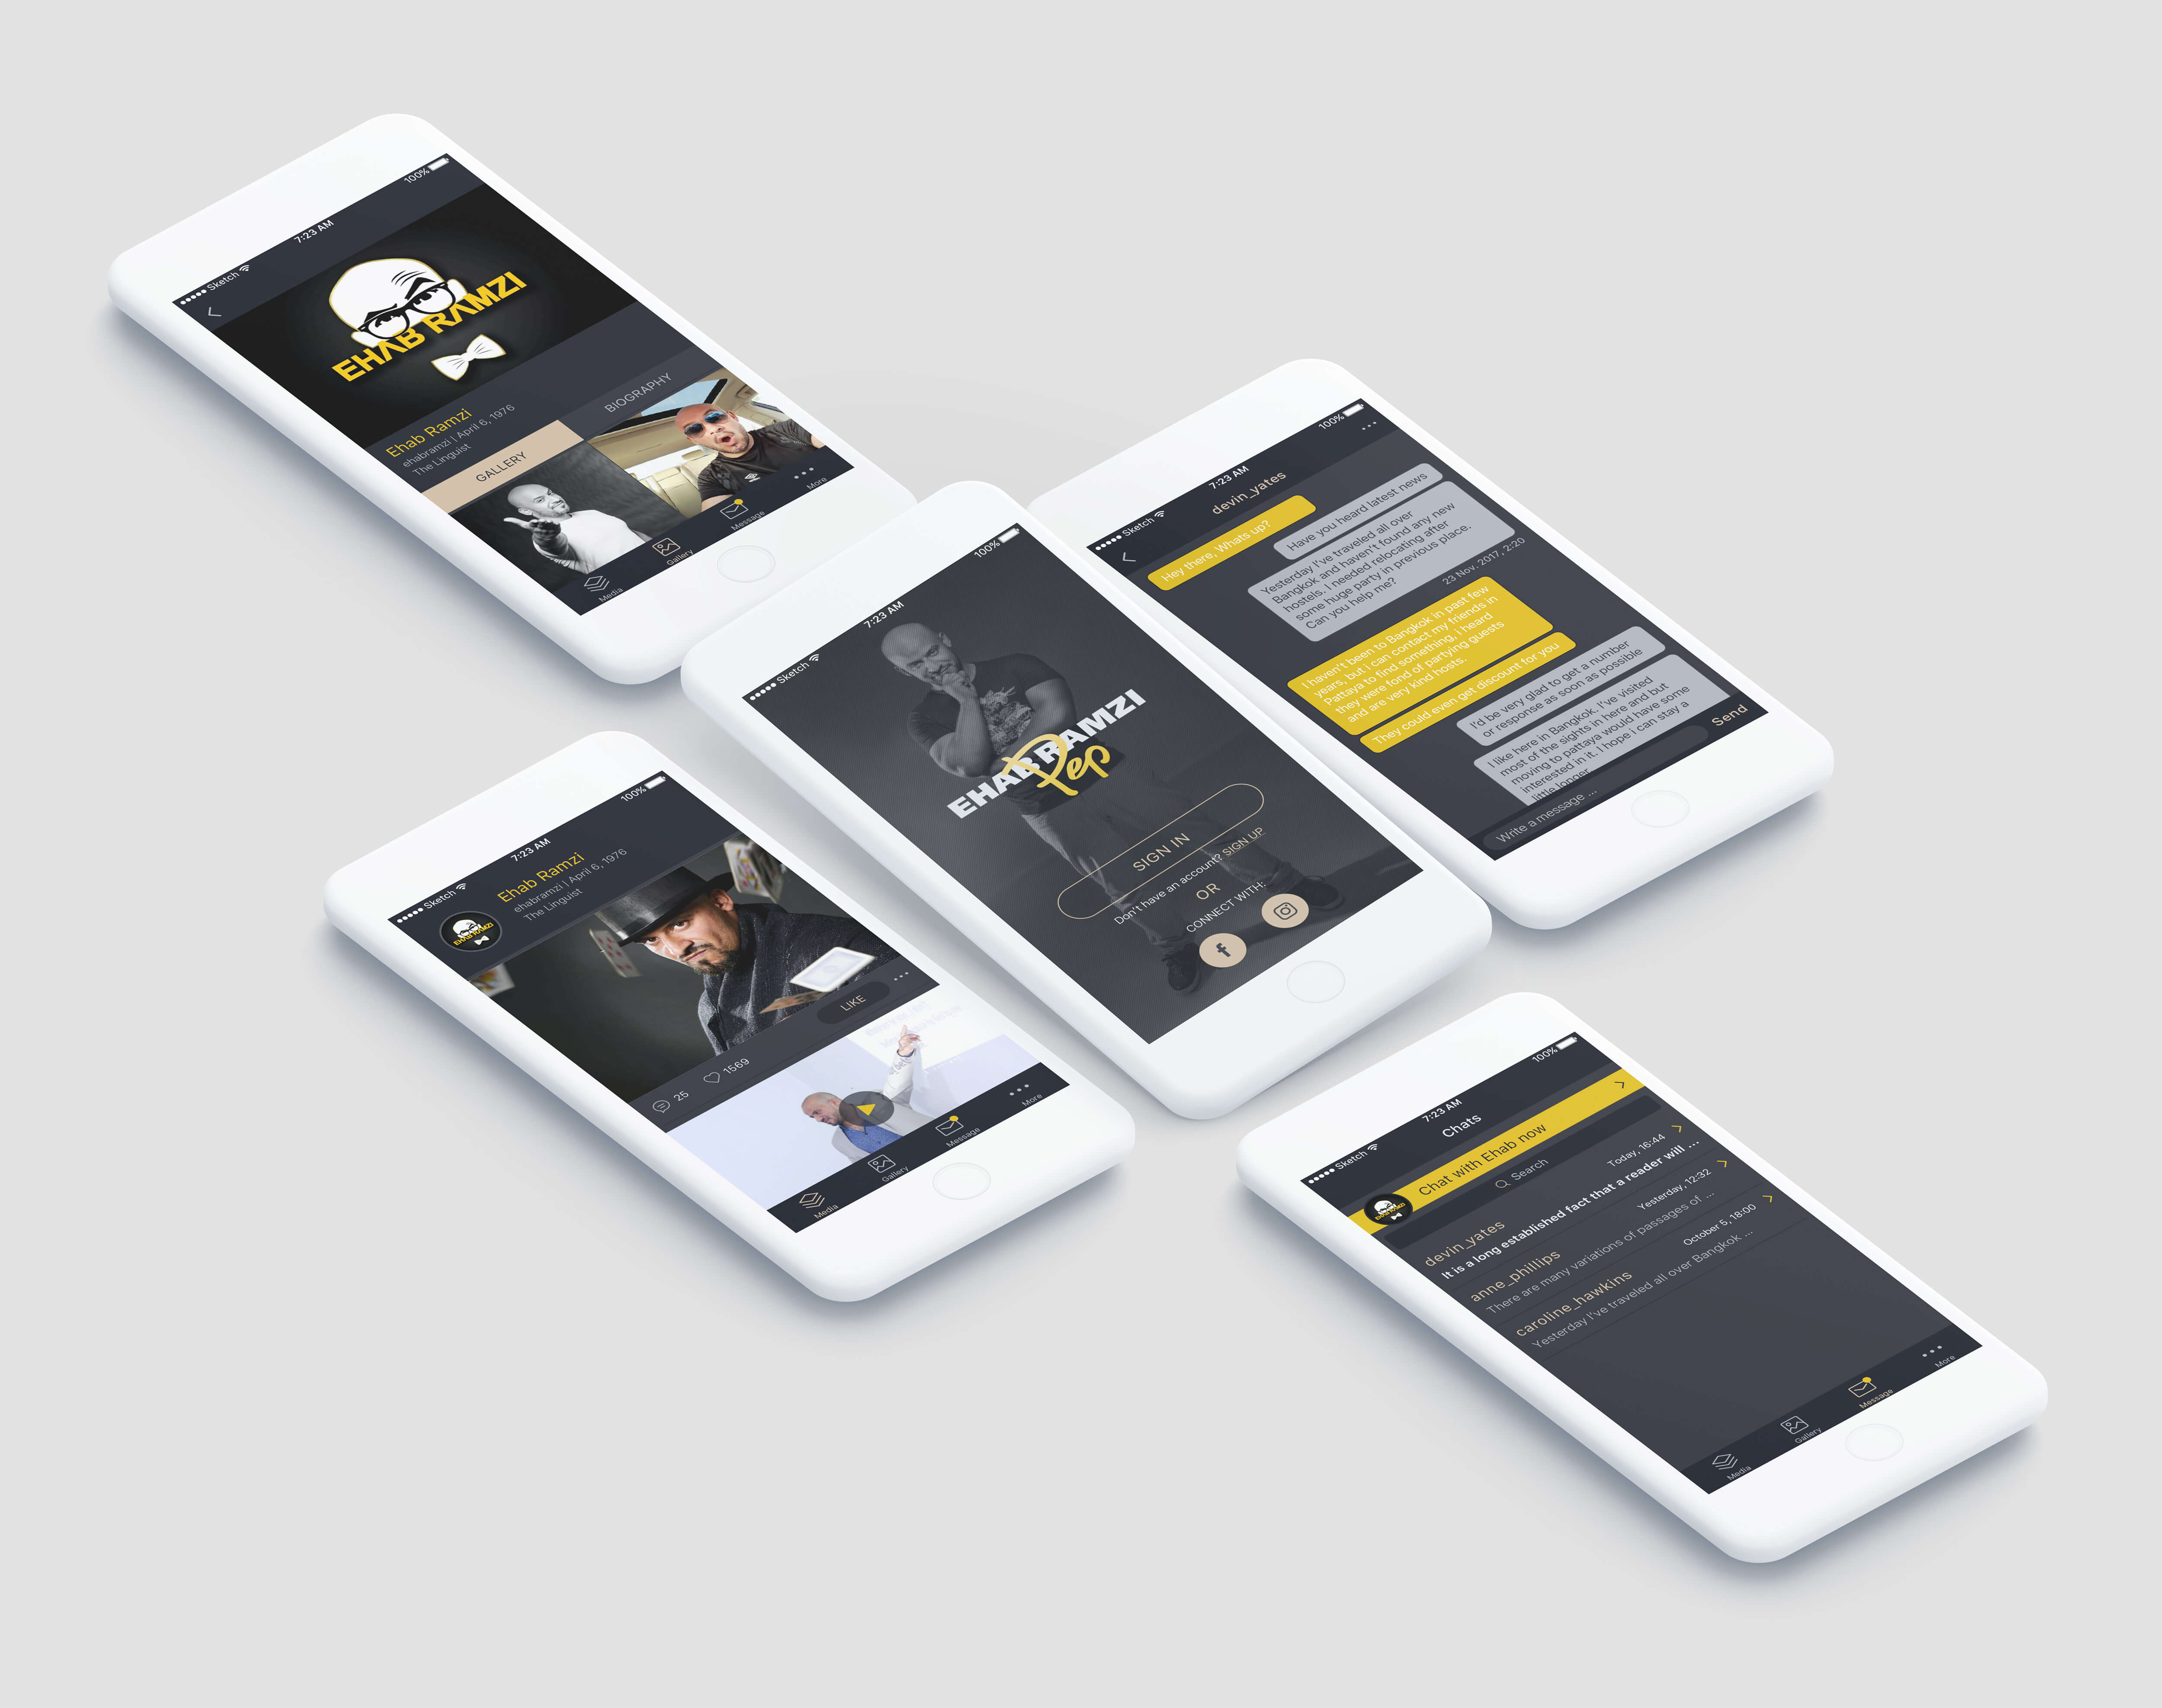 Sketch
7:23 AM
100%
EHAB RAMZI
Ehab Ramzi
ehabramzi | April 6, 1976
The Linguist
GALLERY
BIOGRAPHY
Media
Gallery
Message
More
Sketch
7:23 AM
100%
devin_yates
Hey there, Whats up?
Have you heard latest news
Yesterday I've traveled all over
Bangkok and haven't found any new
hostels. I needed relocating after
some huge party in previous place.
Can you help me?
23 Nov. 2017, 2:20
I haven't been to Bangkok in past few
years, but i can contact my friends in
Pattaya to find something. I heard
they were fond of partying guests
and are very kind hosts.
They could even get discount for you
I'd be very glad to get a number
or response as soon as possible
I like here in Bangkok. I've visited
most of the sights in here and but
moving to pattaya would have some
interested in it. I hope i can stay a
little longer
Write a message ...
Send
Sketch
7:23 AM
100%
EHAB RAMZI
Pep
SIGN IN
Don't have an account? SIGN UP
OR
CONNECT WITH:
Sketch
7:23 AM
100%
EHAB RAMZI
Ehab Ramzi
ehabramzi | April 6, 1976
The Linguist
25
1569
LIKE
Media
Gallery
Message
More
Sketch
7:23 AM
100%
Chats
EHAB RAMZI
Chat with Ehab now
Search
devin_yates
Today, 16:44
It is a long established fact that a reader will ...
anne_phillips
Yesterday, 12:32
There are many variations of passages of ...
caroline_hawkins
October 5, 18:00
Yesterday I've traveled all over Bangkok ...
Media
Gallery
Message
More